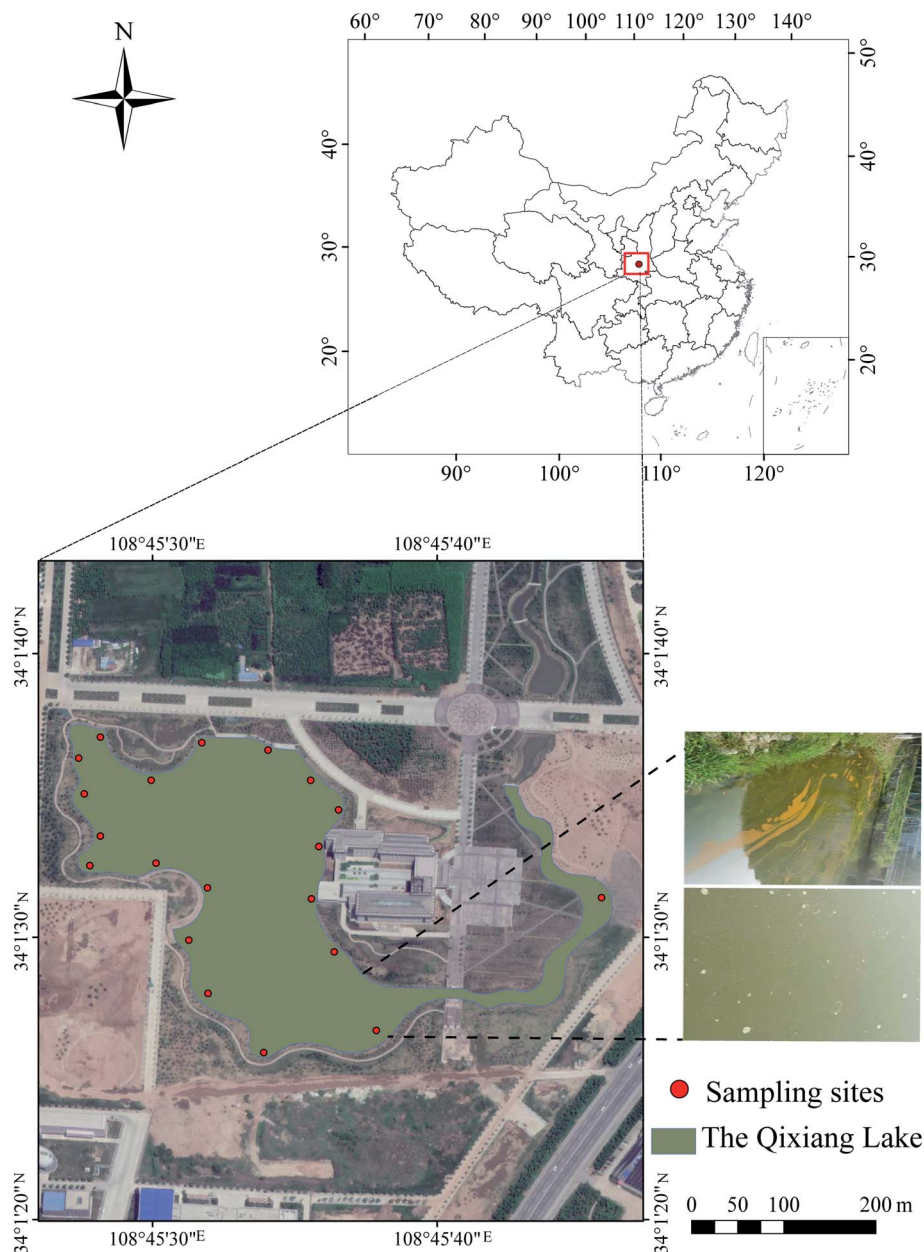 N
60° 70° 80° 90° 100° 110° 120° 130° 140°
50°
40°
30°
20°
40°
30°
20°
90° 100° 110° 120°
108°45'30"E 108°45'40"E
34°1'40"N
34°1'30"N
34°1'20"N
34°1'40"N
34°1'30"N
34°1'20"N
108°45'30"E 108°45'40"E
Sampling sites
The Qixiang Lake
0 50 100 200 m